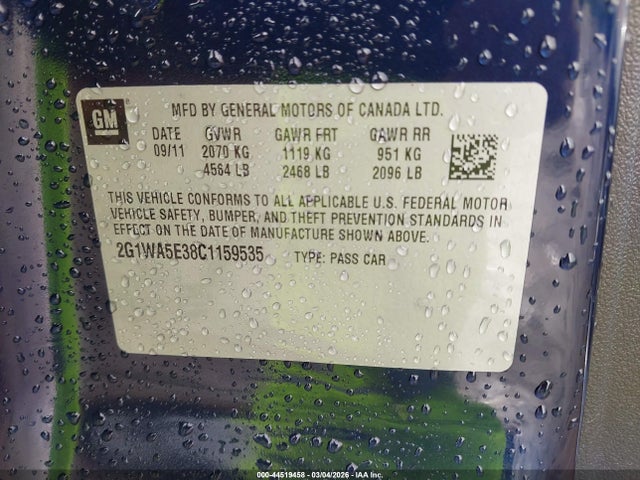 GM
MFD BY GENERAL MOTORS OF CANADA LTD.
DATE GVWR GAWR FRT GAWR RR
09/11 2070 KG 1119 KG 951 KG
4564 LB 2468 LB 2096 LB
THIS VEHICLE CONFORMS TO ALL APPLICABLE U.S. FEDERAL MOTOR
VEHICLE SAFETY, BUMPER, AND THEFT PREVENTION STANDARDS IN
EFFECT ON THE DATE OF MANUFACTURE SHOWN ABOVE.
2G1WA5E38C1159535 TYPE: PASS CAR
000-44519458 - 03/04/2026 - IAA Inc.